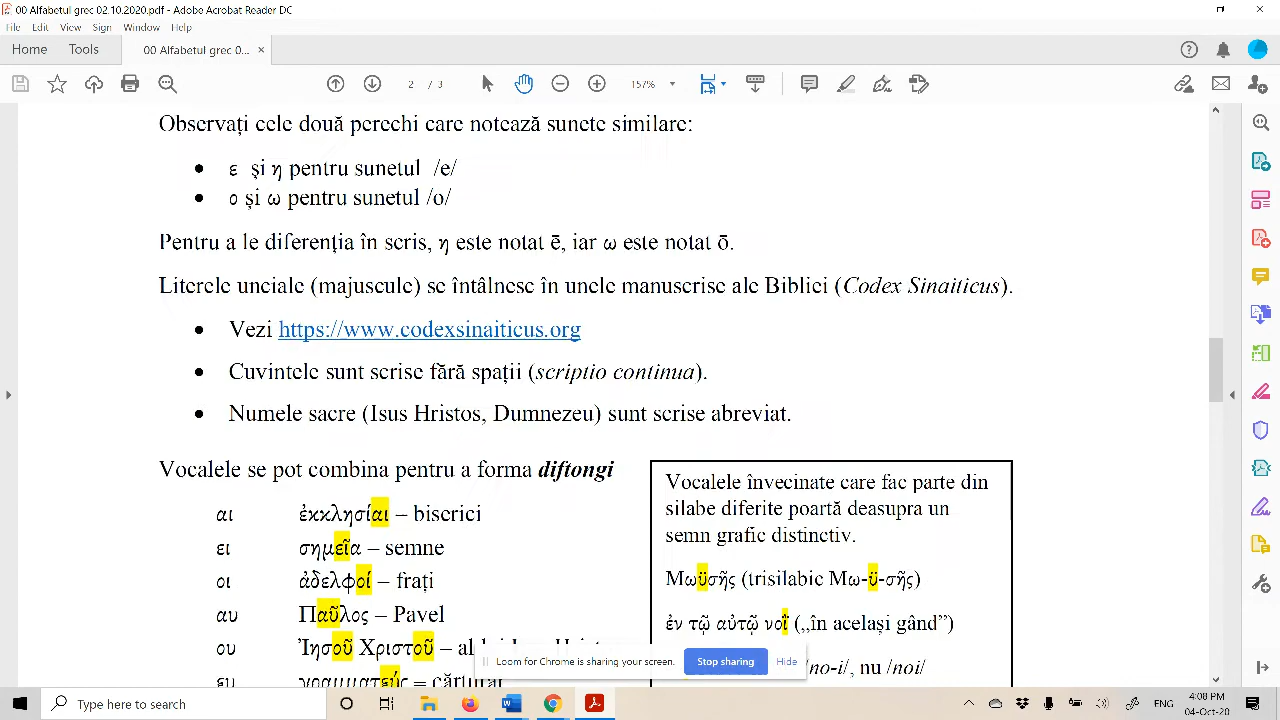 00 Alfabetul grec 02.10.2020.pdf - Adobe Acrobat Reader DC
File Edit View Sign Window Help
Home Tools 00 Alfabetul grec 0... ×
2 / 3 157%
Observați cele două perechi care notează sunete similare:
• ε și η pentru sunetul /e/
• ο și ω pentru sunetul /o/
Pentru a le diferenția în scris, η este notat ē, iar ω este notat ō.
Literele unciale (majuscule) se întâlnesc în unele manuscrise ale Bibliei (Codex Sinaiticus).
• Vezi https://www.codexsinaiticus.org
• Cuvintele sunt scrise fără spații (scriptio continua).
• Numele sacre (Isus Hristos, Dumnezeu) sunt scrise abreviat.
Vocalele se pot combina pentru a forma diftongi
αι ἐκκλησίαι – biserici
ει σημεῖα – semne
οι ἀδελφοί – frați
αυ Παῦλος – Pavel
ου Ἰησοῦ Χριστοῦ –
ευ γραμματεύς – cărturar
Vocalele învecinate care fac parte din
silabe diferite poartă deasupra un
semn grafic distinctiv.
Μωϋσῆς (trisilabic Μω-ϋ-σῆς)
ἐν τῷ αὐτῷ νοΐ („în același gând”)
/no-i/, nu /noi/
Loom for Chrome is sharing your screen. Stop sharing Hide
Type here to search
ENG
4:08 PM
04-Oct-20